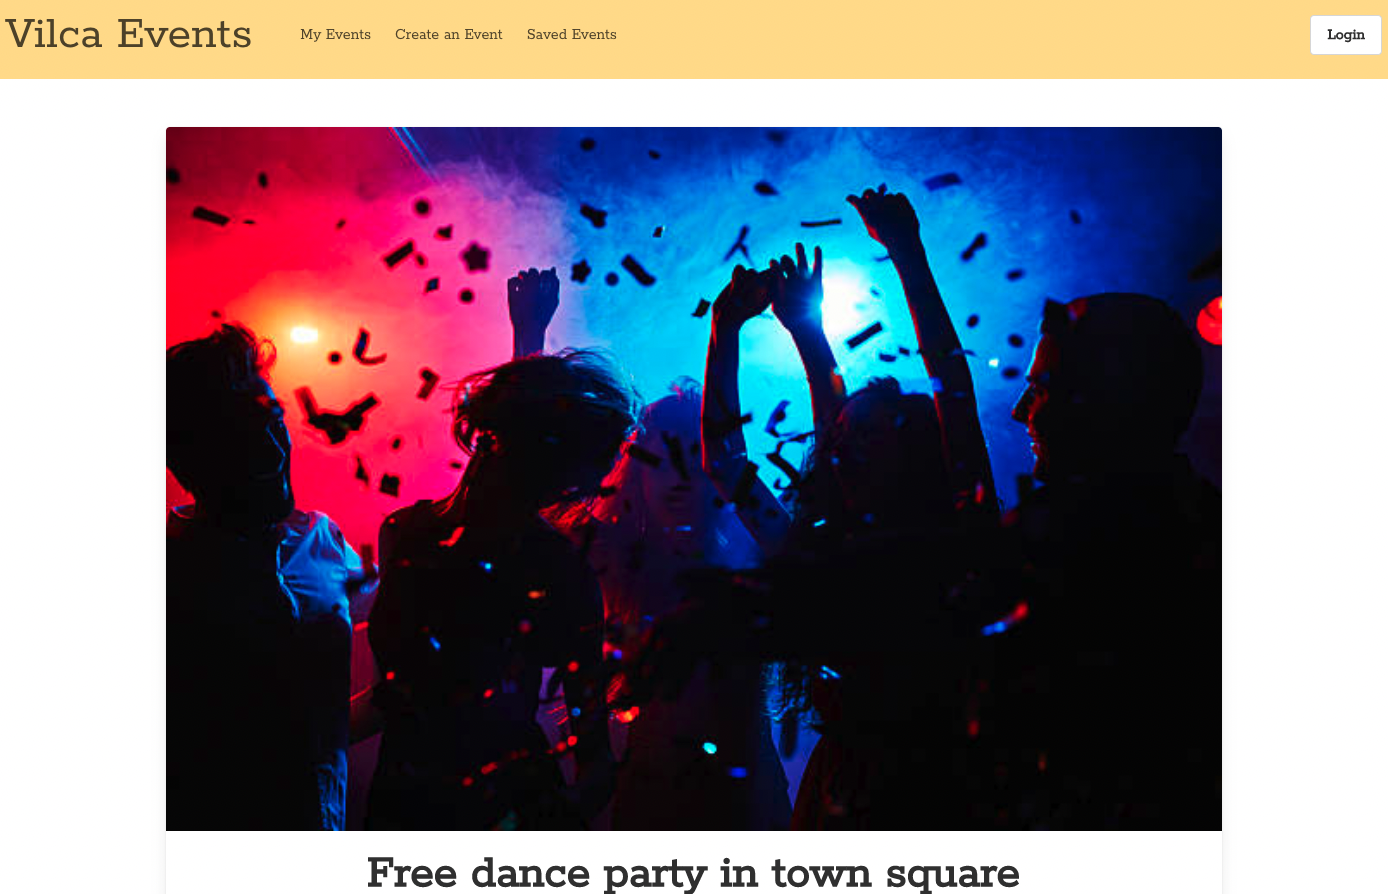 Vilca Events
My Events
Create an Event
Saved Events
Login
Free dance party in town square